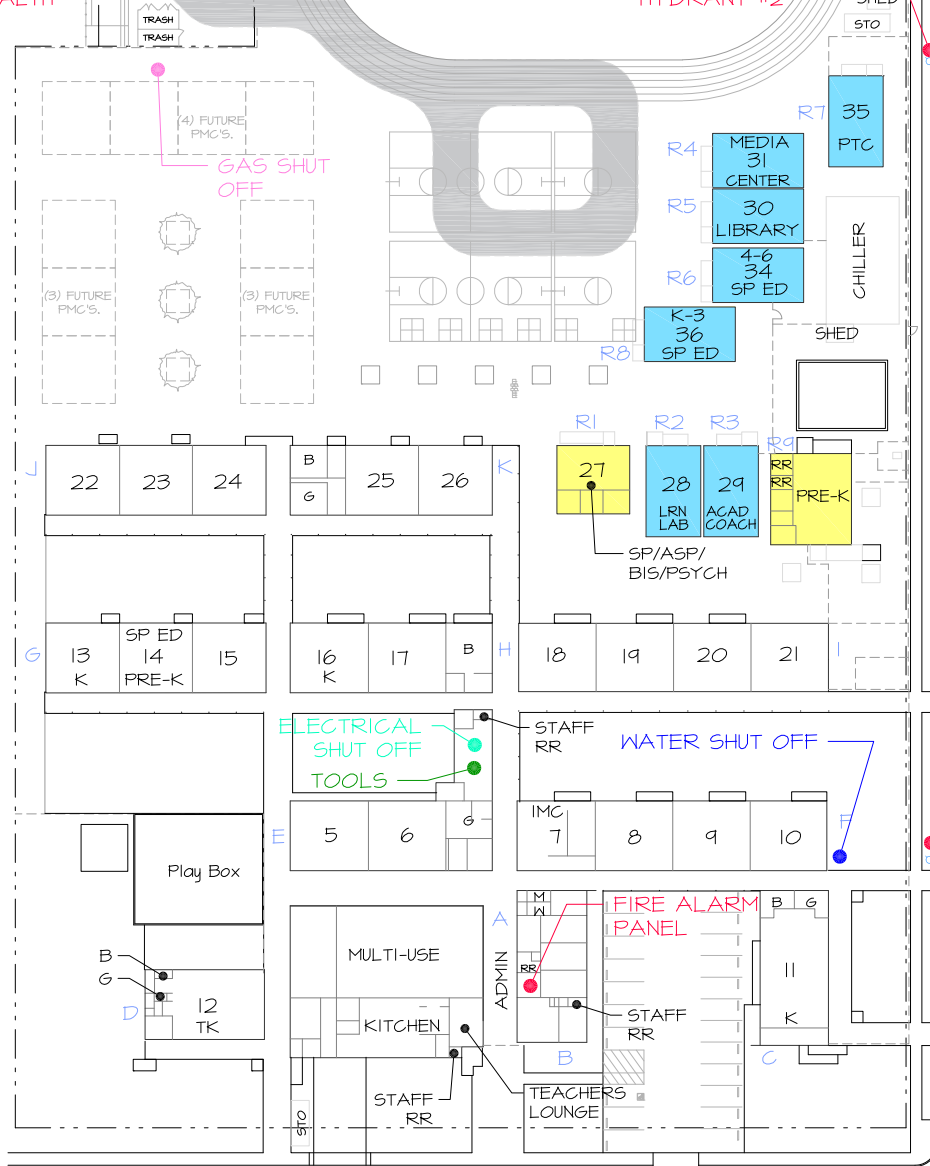 HYDRANT #2
SHED
TRASH
TRASH
STO
(4) FUTURE
PMC'S.
GAS SHUT
OFF
R7
35
PTC
R4
MEDIA
31
CENTER
R5
30
LIBRARY
R6
4-6
34
SP ED
CHILLER
(3) FUTURE
PMC'S.
(3) FUTURE
PMC'S.
R8
K-3
36
SP ED
SHED
J
22
23
24
B
G
25
26
K
R1
27
R2
28
LRN
LAB
R3
29
ACAD
COACH
R9
RR
RR
PRE-K
SP/ASP/
BIS/PSYCH
G
13
K
SP ED
14
PRE-K
15
16
K
17
B
H
18
19
20
21
I
ELECTRICAL
SHUT OFF
TOOLS
STAFF
RR
WATER SHUT OFF
E
5
6
G
IMC
7
8
9
10
F
Play Box
MULTI-USE
KITCHEN
A
ADMIN
M
W
RR
FIRE ALARM
PANEL
B
G
11
K
B
G
D
12
TK
STAFF
RR
B
C
STAFF
RR
TEACHERS
LOUNGE
STO